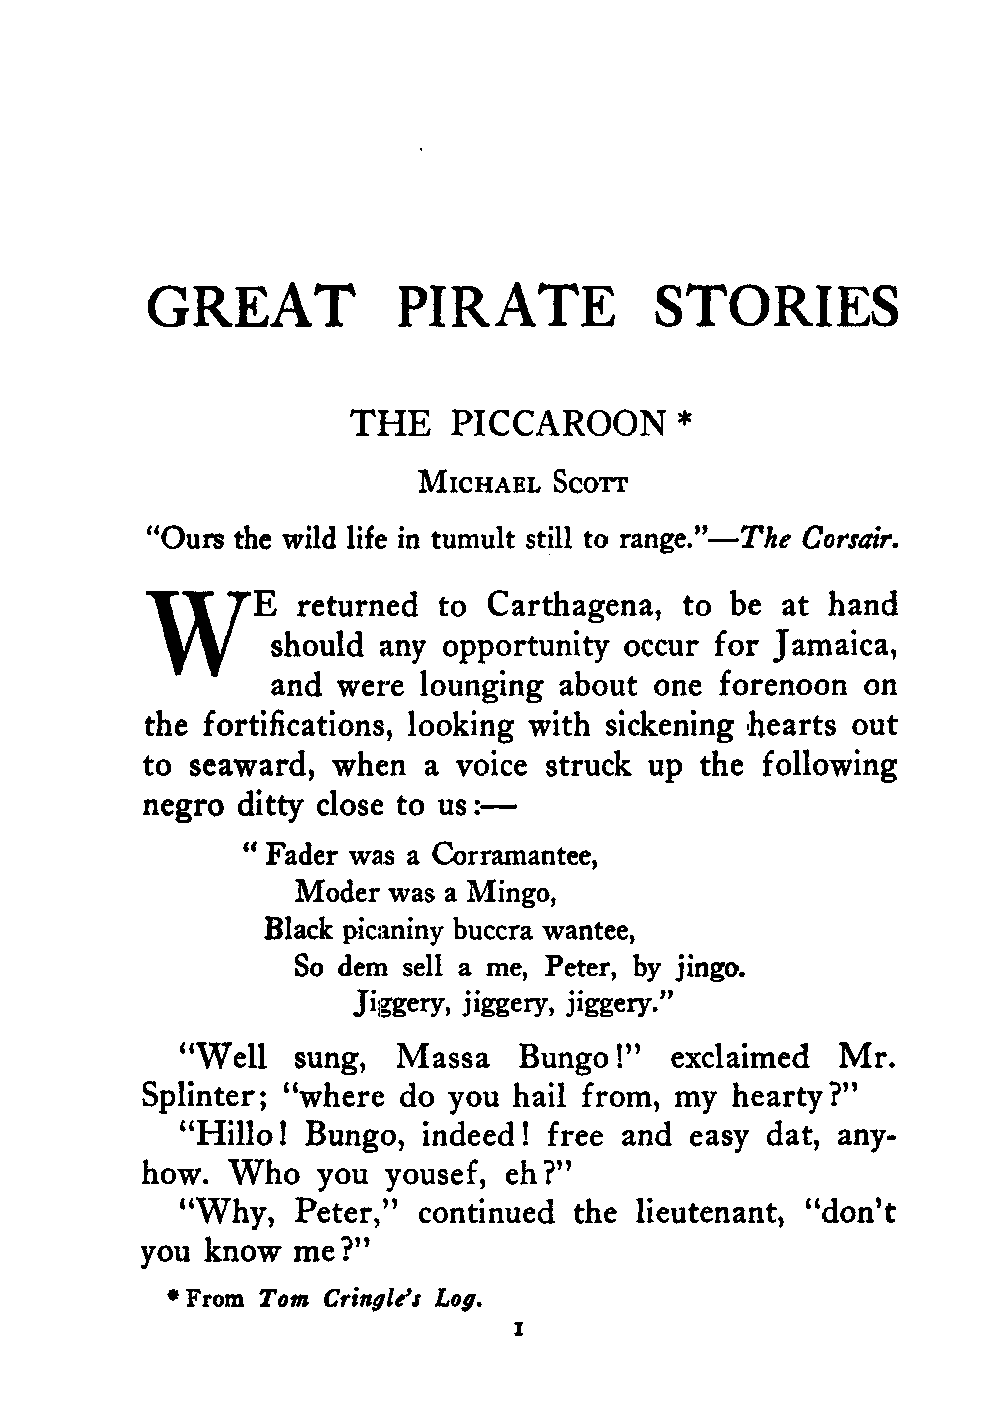 GREAT PIRATE STORIES
THE PICCAROON *
MICHAEL SCOTT
"Ours the wild life in tumult still to range."—The Corsair.
WE returned to Carthagena, to be at hand
should any opportunity occur for Jamaica,
and were lounging about one forenoon on
the fortifications, looking with sickening hearts out
to seaward, when a voice struck up the following
negro ditty close to us:—
"Fader was a Corramantee,
Moder was a Mingo,
Black picaniny buccra wantee,
So dem sell a me, Peter, by jingo.
Jiggery, jiggery, jiggery."
"Well sung, Massa Bungo!" exclaimed Mr.
Splinter; "where do you hail from, my hearty?"
"Hillo! Bungo, indeed! free and easy dat, any-
how. Who you yousef, eh?"
"Why, Peter," continued the lieutenant, "don't
you know me?"
* From Tom Cringle's Log.
1